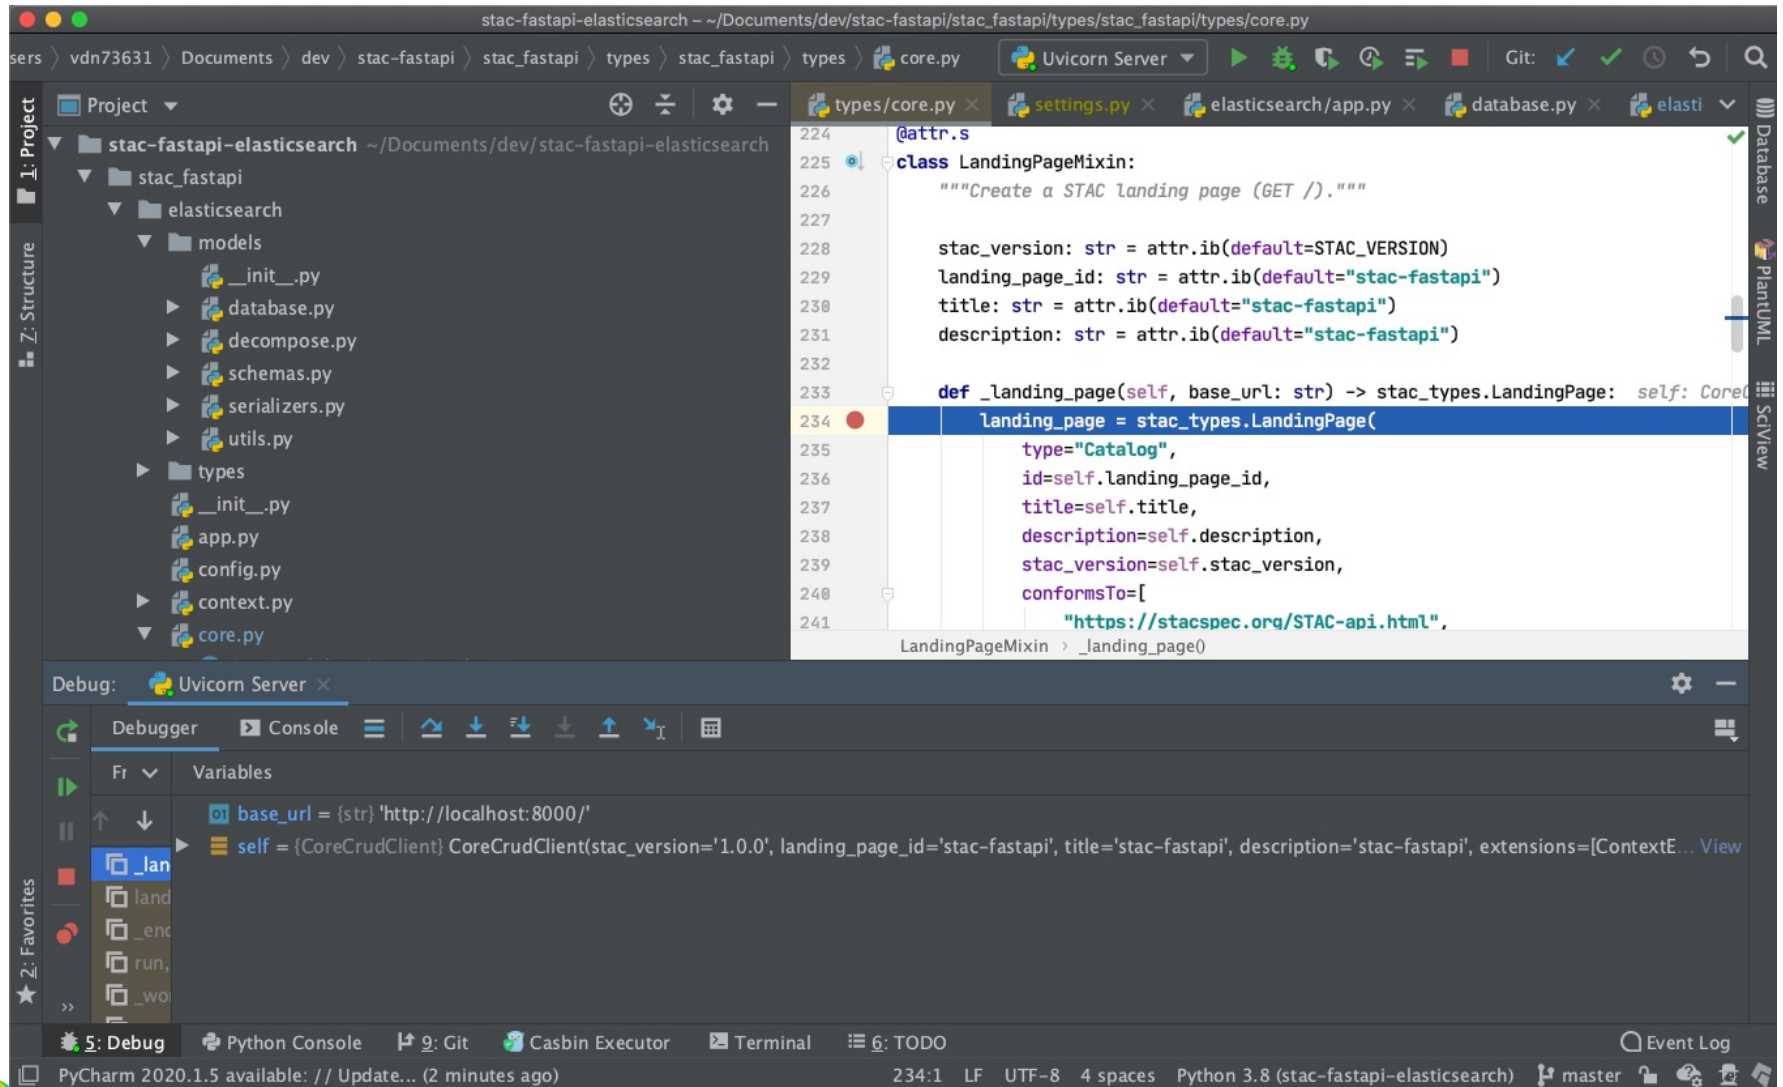 stac-fastapi-elasticsearch – ~/Documents/dev/stac-fastapi/stac_fastapi/types/stac_fastapi/types/core.py
sers vdn73631 Documents dev stac-fastapi stac_fastapi types stac_fastapi types core.py Uvicorn Server Git:
1: Project
Z: Structure
2: Favorites
Project
stac-fastapi-elasticsearch ~/Documents/dev/stac-fastapi-elasticsearch
stac_fastapi
elasticsearch
models
__init__.py
database.py
decompose.py
schemas.py
serializers.py
utils.py
types
__init__.py
app.py
config.py
context.py
core.py
types/core.py settings.py elasticsearch/app.py database.py elasti
224 @attr.s
225 class LandingPageMixin:
226 """Create a STAC landing page (GET /)."""
227
228 stac_version: str = attr.ib(default=STAC_VERSION)
229 landing_page_id: str = attr.ib(default="stac-fastapi")
230 title: str = attr.ib(default="stac-fastapi")
231 description: str = attr.ib(default="stac-fastapi")
232
233 def _landing_page(self, base_url: str) -> stac_types.LandingPage: self: CoreC
234 landing_page = stac_types.LandingPage(
235 type="Catalog",
236 id=self.landing_page_id,
237 title=self.title,
238 description=self.description,
239 stac_version=self.stac_version,
240 conformsTo=[
241 "https://stacspec.org/STAC-api.html",
LandingPageMixin _landing_page()
Database
PlantUML
SciView
Debug: Uvicorn Server
Debugger Console
Fr Variables
01 base_url = {str} 'http://localhost:8000/'
self = {CoreCrudClient} CoreCrudClient(stac_version='1.0.0', landing_page_id='stac-fastapi', title='stac-fastapi', description='stac-fastapi', extensions=[ContextE... View
_lan
land
_end
run,
_wo
5: Debug Python Console 9: Git Casbin Executor Terminal 6: TODO Event Log
PyCharm 2020.1.5 available: // Update... (2 minutes ago) 234:1 LF UTF-8 4 spaces Python 3.8 (stac-fastapi-elasticsearch) master